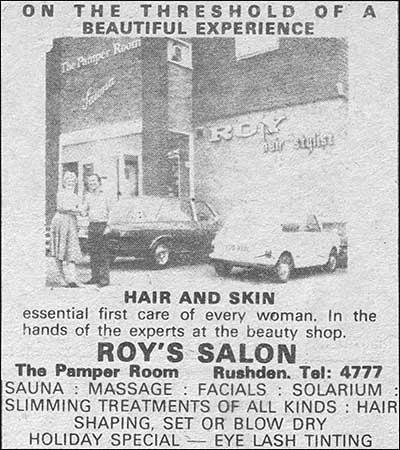 ON THE THRESHOLD OF A
BEAUTIFUL EXPERIENCE
The Pamper Room
Sauna
ROY
hair stylist
HAIR AND SKIN
essential first care of every woman. In the
hands of the experts at the beauty shop.
ROY'S SALON
The Pamper Room Rushden. Tel: 4777
SAUNA : MASSAGE : FACIALS : SOLARIUM :
SLIMMING TREATMENTS OF ALL KINDS : HAIR
SHAPING, SET OR BLOW DRY
HOLIDAY SPECIAL — EYE LASH TINTING